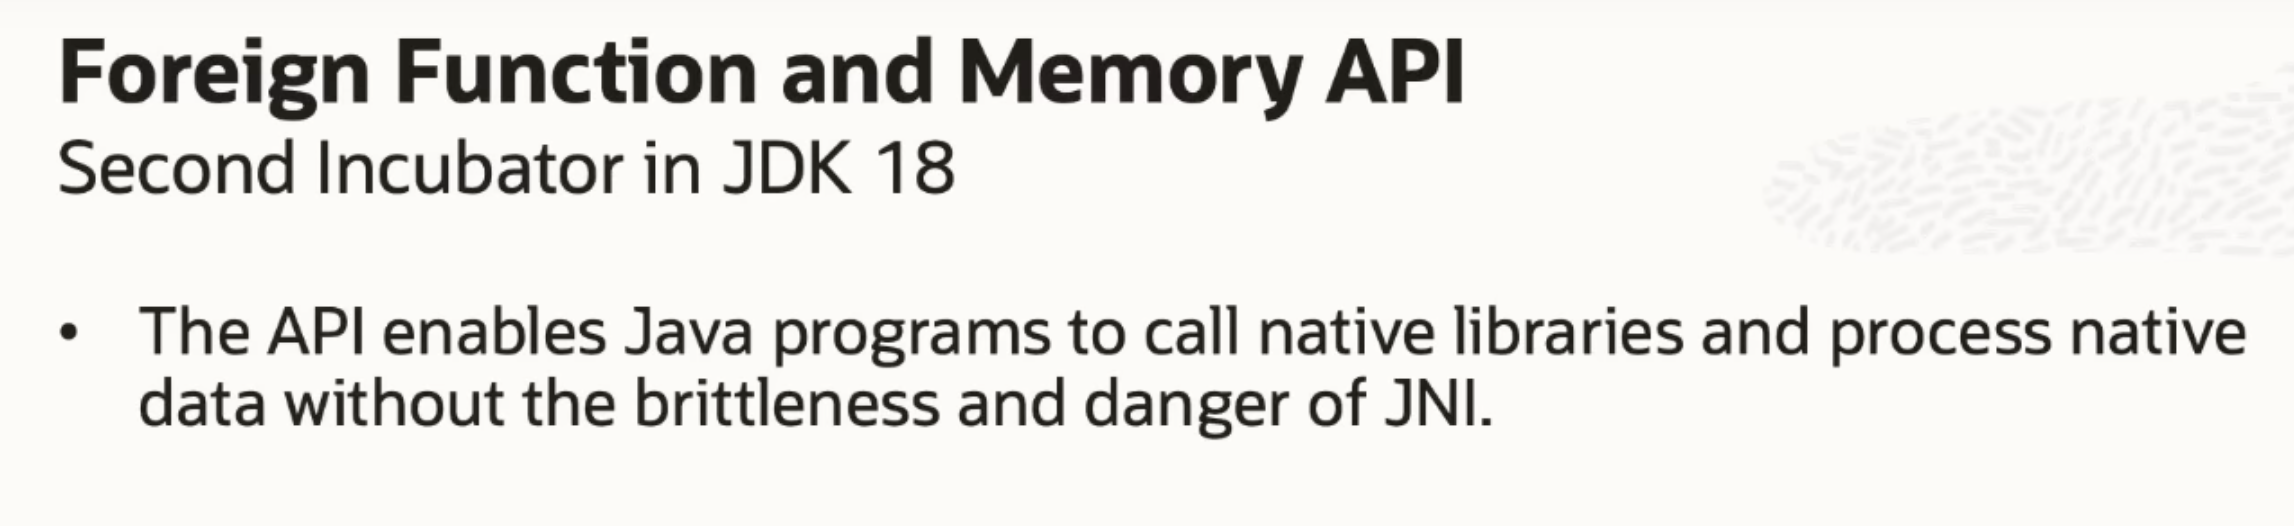 Foreign Function and Memory API
Second Incubator in JDK 18
• The API enables Java programs to call native libraries and process native
data without the brittleness and danger of JNI.